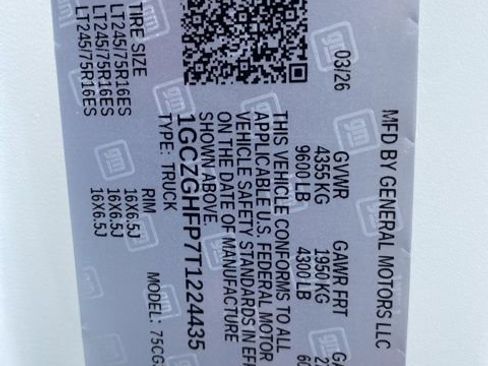 MFD BY GENERAL MOTORS LLC
03/26
GVWR GAWR FRT
4355 KG 1950 KG
9600 LB 4300 LB
THIS VEHICLE CONFORMS TO ALL
APPLICABLE U.S. FEDERAL MOTOR
VEHICLE SAFETY STANDARDS IN
ON THE DATE OF MANUFACTURE
SHOWN ABOVE.
1GCZGHFP7T1224435
TYPE: TRUCK
MODEL:
TIRE SIZE RIM
LT245/75R16ES 16X6.5J
LT245/75R16ES 16X6.5J
LT245/75R16ES 16X6.5J
gm